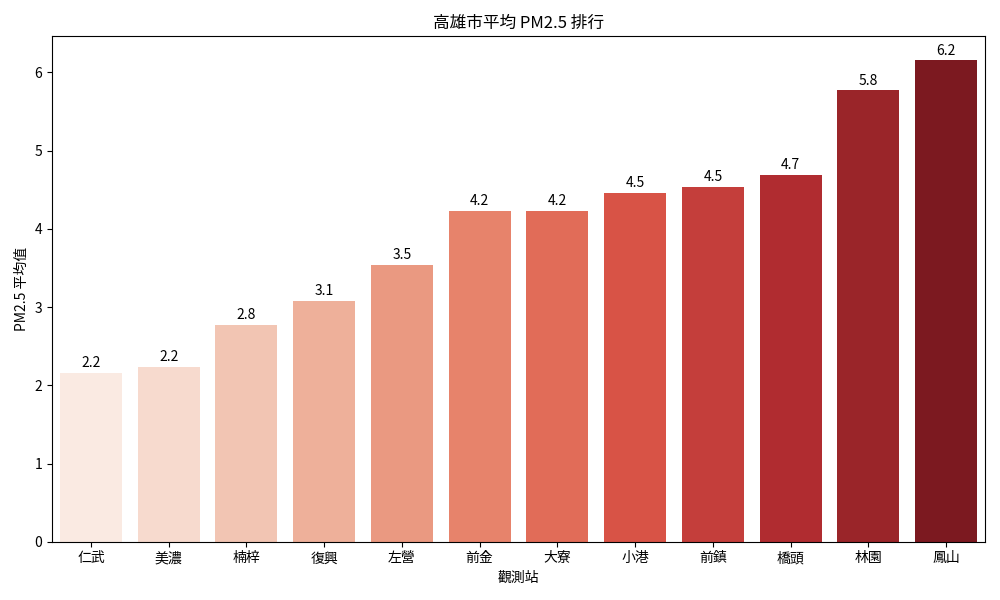 高雄市平均 PM2.5 排行
PM2.5 平均值
6
5
4
3
2
1
0
2.2
2.2
2.8
3.1
3.5
4.2
4.2
4.5
4.5
4.7
5.8
6.2
仁武
美濃
楠梓
復興
左營
前金
大寮
小港
前鎮
橋頭
林園
鳳山
觀測站